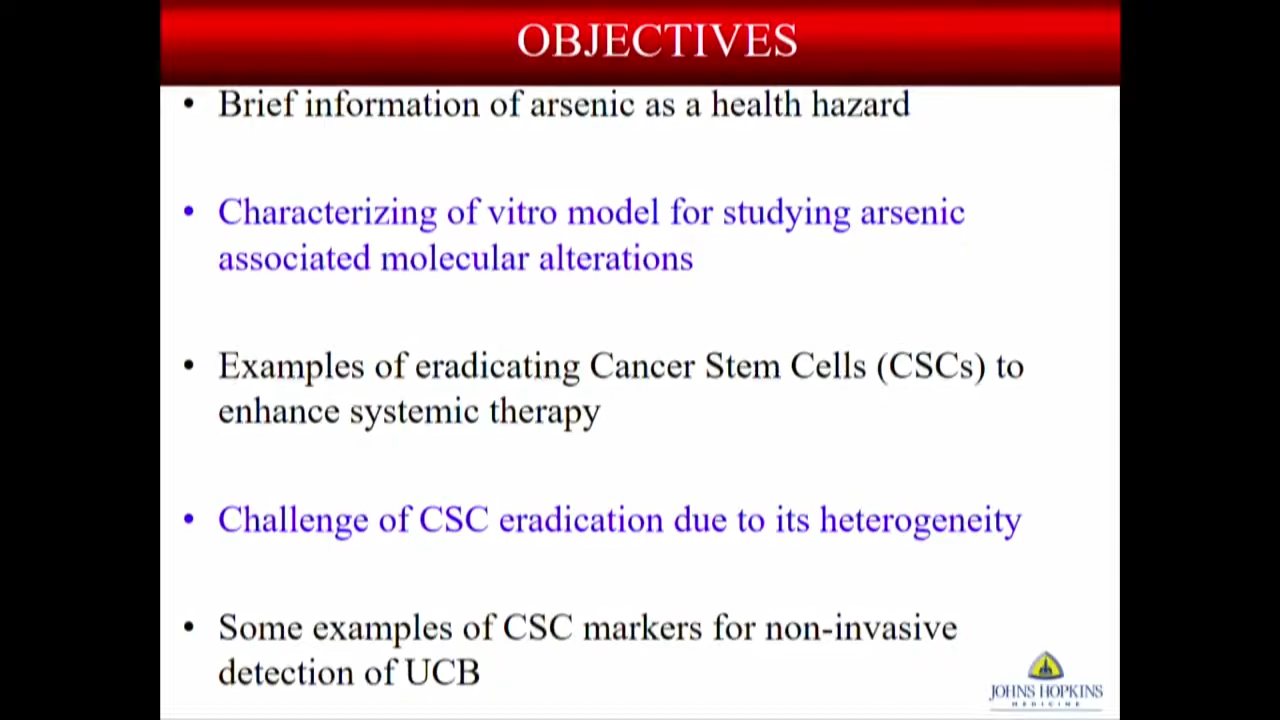 OBJECTIVES
• Brief information of arsenic as a health hazard
• Characterizing of vitro model for studying arsenic
associated molecular alterations
• Examples of eradicating Cancer Stem Cells (CSCs) to
enhance systemic therapy
• Challenge of CSC eradication due to its heterogeneity
• Some examples of CSC markers for non-invasive
detection of UCB
JOHNS HOPKINS
MEDICINE